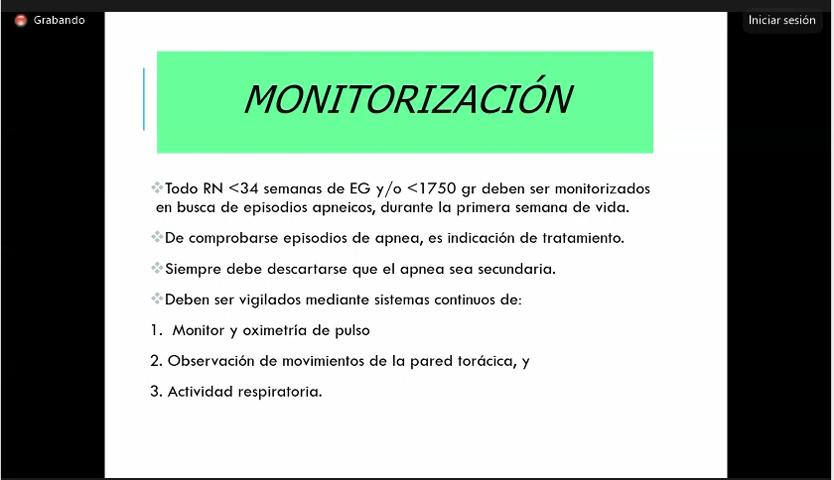 Grabando
Iniciar sesión
MONITORIZACIÓN
Todo RN <34 semanas de EG y/o <1750 gr deben ser monitorizados
en busca de episodios apneicos, durante la primera semana de vida.
De comprobarse episodios de apnea, es indicación de tratamiento.
Siempre debe descartarse que el apnea sea secundaria.
Deben ser vigilados mediante sistemas continuos de:
1. Monitor y oximetría de pulso
2. Observación de movimientos de la pared torácica, y
3. Actividad respiratoria.